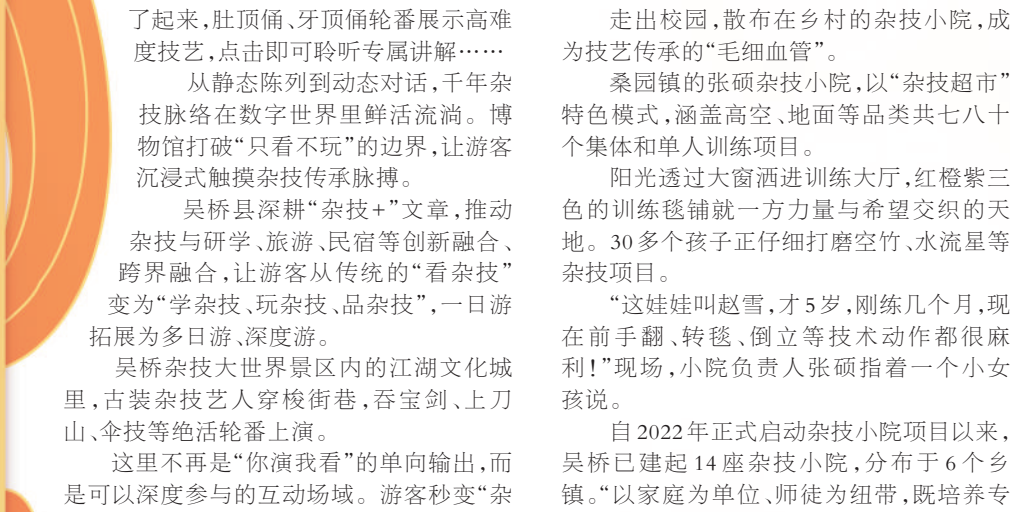 了起来,肚顶俑、牙顶俑轮番展示高难
度技艺,点击即可聆听专属讲解……
从静态陈列到动态对话,千年杂
技脉络在数字世界里鲜活流淌。博
物馆打破“只看不玩”的边界,让游客
沉浸式触摸杂技传承脉搏。
吴桥县深耕“杂技+”文章,推动
杂技与研学、旅游、民宿等创新融合、
跨界融合,让游客从传统的“看杂技”
变为“学杂技、玩杂技、品杂技”,一日游
拓展为多日游、深度游。
吴桥杂技大世界景区内的江湖文化城
里,古装杂技艺人穿梭街巷,吞宝剑、上刀
山、伞技等绝活轮番上演。
这里不再是“你演我看”的单向输出,而
是可以深度参与的互动场域。游客秒变“杂
走出校园,散布在乡村的杂技小院,成
为技艺传承的“毛细血管”。
桑园镇的张硕杂技小院,以“杂技超市”
特色模式,涵盖高空、地面等品类共七八十
个集体和单人训练项目。
阳光透过大窗洒进训练大厅,红橙紫三
色的训练毯铺就一方力量与希望交织的天
地。30多个孩子正仔细打磨空竹、水流星等
杂技项目。
“这娃娃叫赵雪,才5岁,刚练几个月,现
在前手翻、转毯、倒立等技术动作都很麻
利!”现场,小院负责人张硕指着一个小女
孩说。
自2022年正式启动杂技小院项目以来,
吴桥已建起14座杂技小院,分布于6个乡
镇。“以家庭为单位、师徒为纽带,既培养专